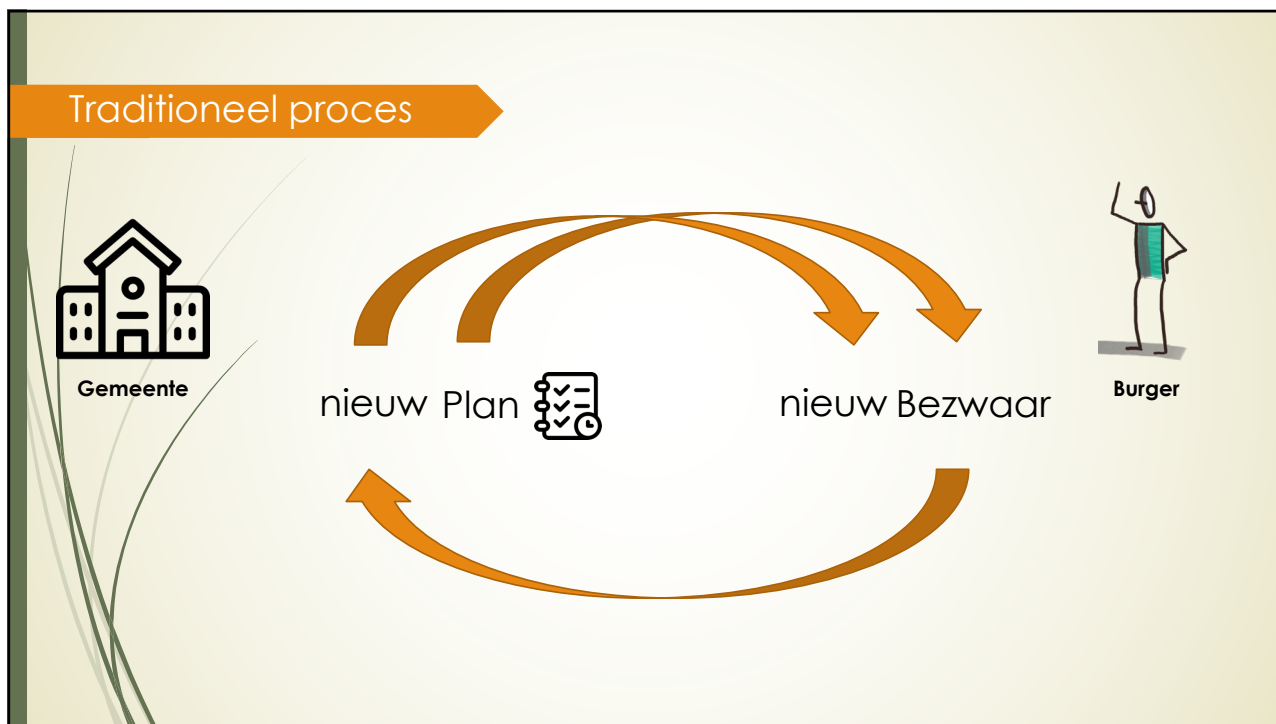 Traditioneel proces
Gemeente
nieuw Plan
nieuw Bezwaar
Burger